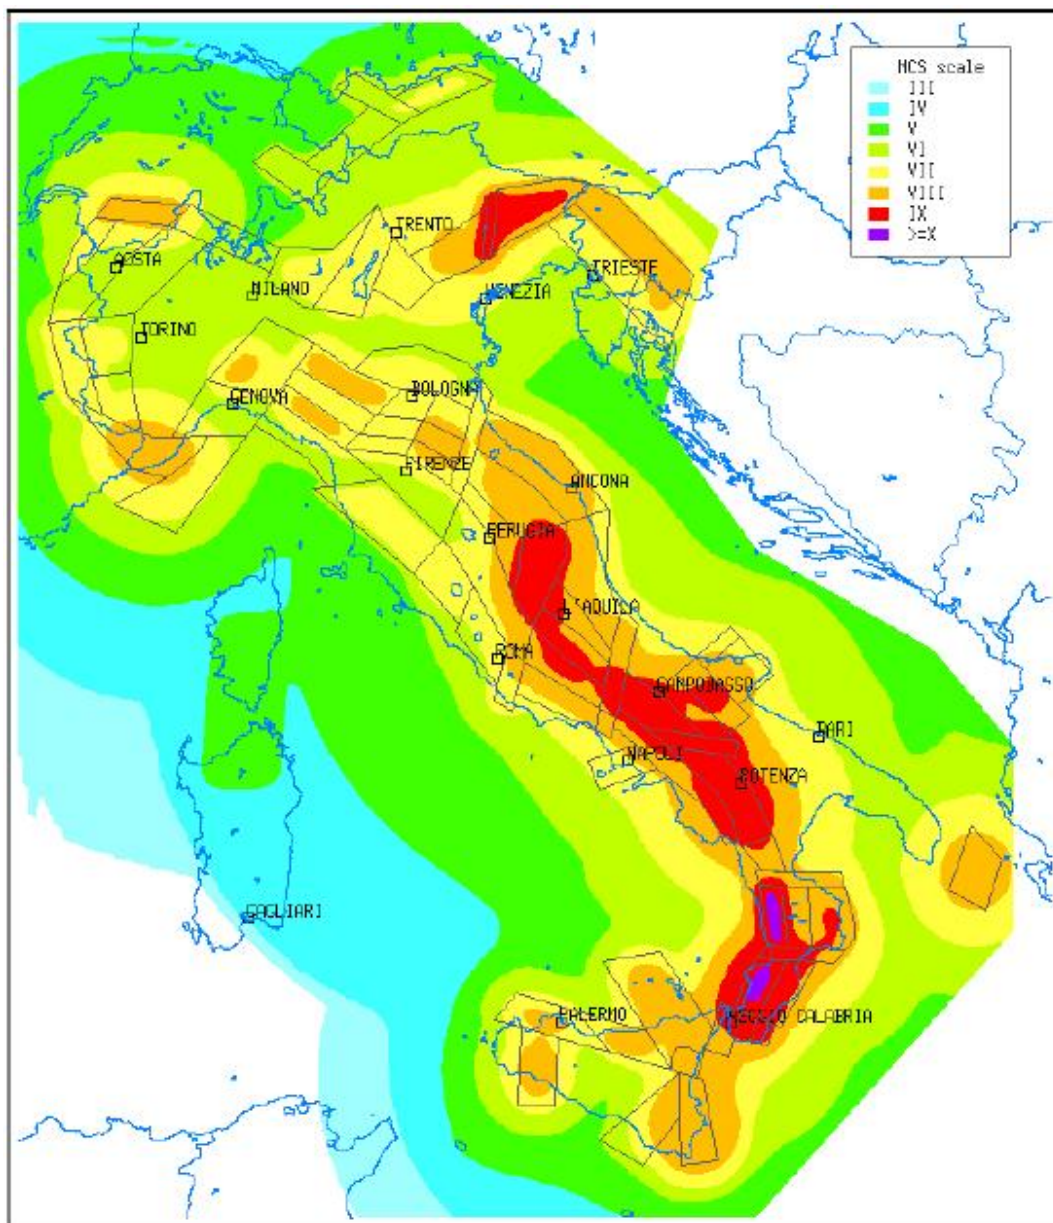 MCS scale
III
IV
V
VI
VII
VIII
IX
>=X
TRENTO
AOSTA
TRIESTE
MILANO
VENEZIA
TORINO
BOLOGNA
GENOVA
FIRENZE
ANCONA
PERUGIA
L'AQUILA
ROMA
CAMPOBASSO
BARI
NAPOLI
POTENZA
CAGLIARI
PALERMO
REGGIO CALABRIA